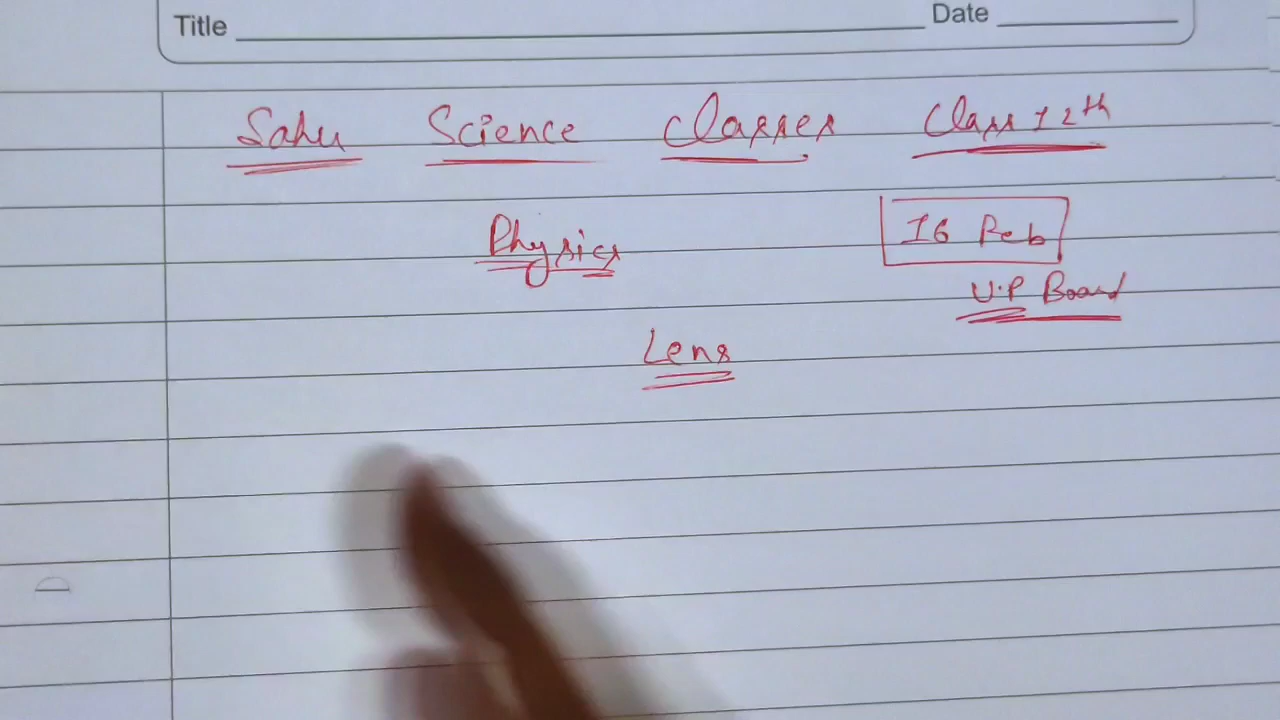 Title Date
Sahu Science Classes Class 12th
Physics
16 Feb
U.P Board
Lens